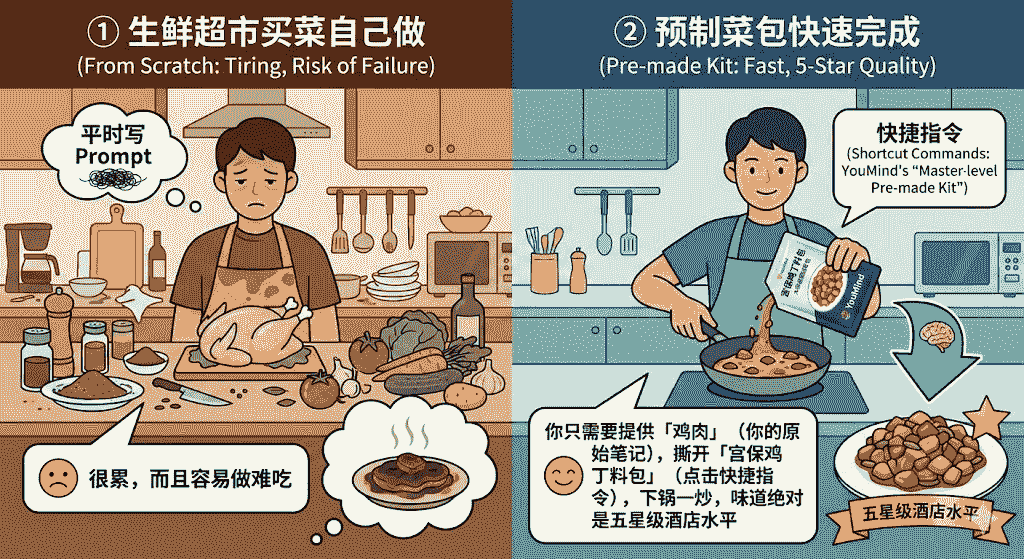 ① 生鲜超市买菜自己做
(From Scratch: Tiring, Risk of Failure)
平时写
Prompt
很累，而且容易做难吃
② 预制菜包快速完成
(Pre-made Kit: Fast, 5-Star Quality)
快捷指令
(Shortcut Commands:
YouMind's “Master-level
Pre-made Kit”)
宫保鸡丁料包
YouMind
你只需要提供「鸡肉」（你的原
始笔记），撕开「宫保鸡
丁料包」（点击快捷指
令），下锅一炒，味道绝对
是五星级酒店水平
五星级酒店水平